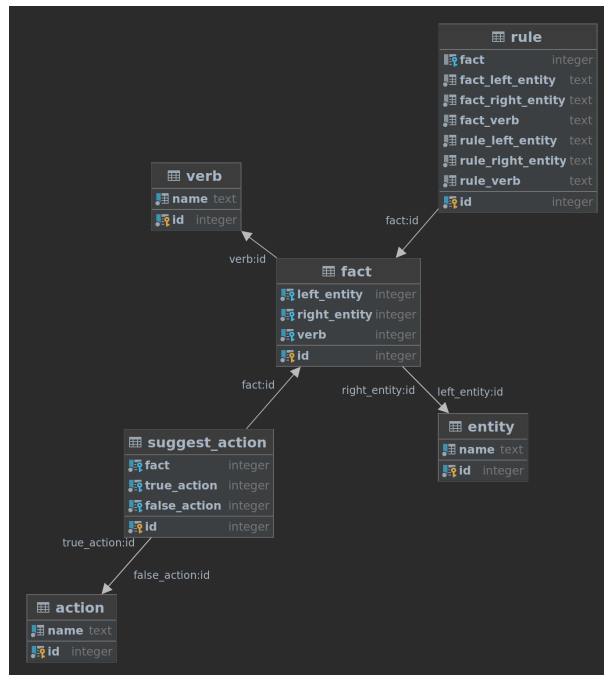 rule
fact integer
fact_left_entity text
fact_right_entity text
fact_verb text
rule_left_entity text
rule_right_entity text
rule_verb text
id integer
verb
name text
id integer
fact:id
verb:id
fact
left_entity integer
right_entity integer
verb integer
id integer
fact:id
right_entity:id
left_entity:id
entity
name text
id integer
suggest_action
fact integer
true_action integer
false_action integer
id integer
true_action:id
false_action:id
action
name text
id integer